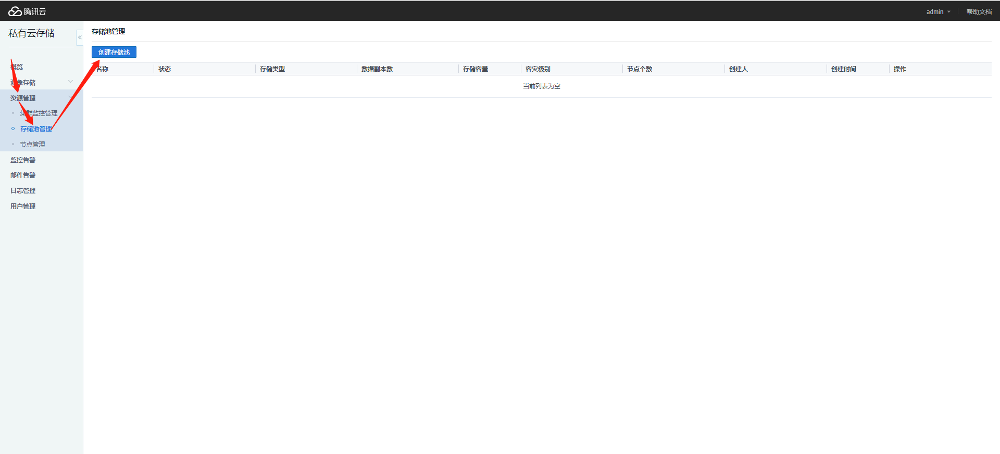 腾讯云
admin
帮助文档
私有云存储
概览
对象存储
资源管理
集群监控管理
存储池管理
节点管理
监控告警
邮件告警
日志管理
用户管理
存储池管理
创建存储池
名称 状态 存储类型 数据副本数 存储容量 容灾级别 节点个数 创建人 创建时间 操作
当前列表为空